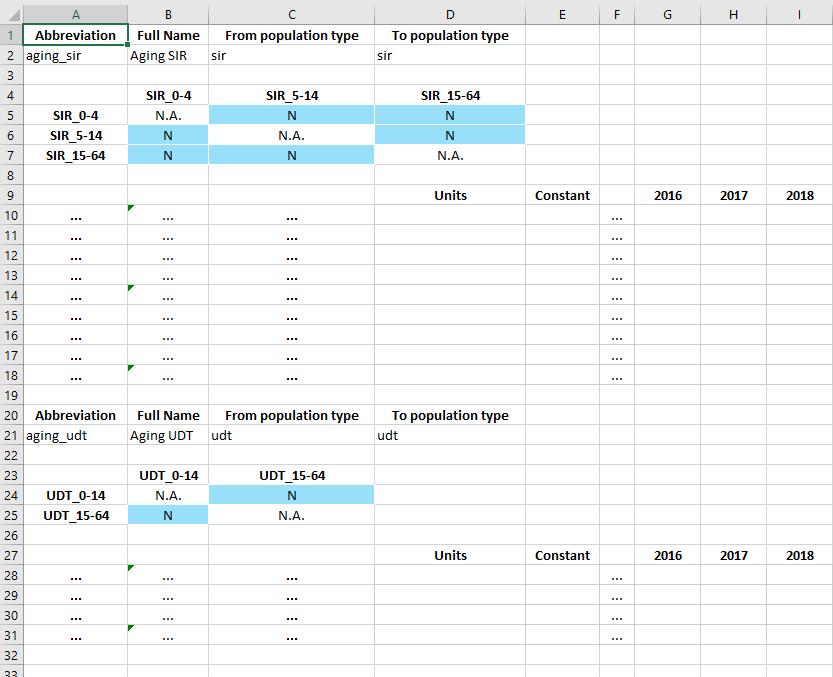 A B C D E F G H I
1 Abbreviation Full Name From population type To population type
2 aging_sir Aging SIR sir sir
3
4 SIR_0-4 SIR_5-14 SIR_15-64
5 SIR_0-4 N.A. N N
6 SIR_5-14 N N.A. N
7 SIR_15-64 N N N.A.
8
9 Units Constant 2016 2017 2018
10 ... ... ... ...
11 ... ... ... ...
12 ... ... ... ...
13 ... ... ... ...
14 ... ... ... ...
15 ... ... ... ...
16 ... ... ... ...
17 ... ... ... ...
18 ... ... ... ...
19
20 Abbreviation Full Name From population type To population type
21 aging_udt Aging UDT udt udt
22
23 UDT_0-14 UDT_15-64
24 UDT_0-14 N.A. N
25 UDT_15-64 N N.A.
26
27 Units Constant 2016 2017 2018
28 ... ... ... ...
29 ... ... ... ...
30 ... ... ... ...
31 ... ... ... ...
32
33